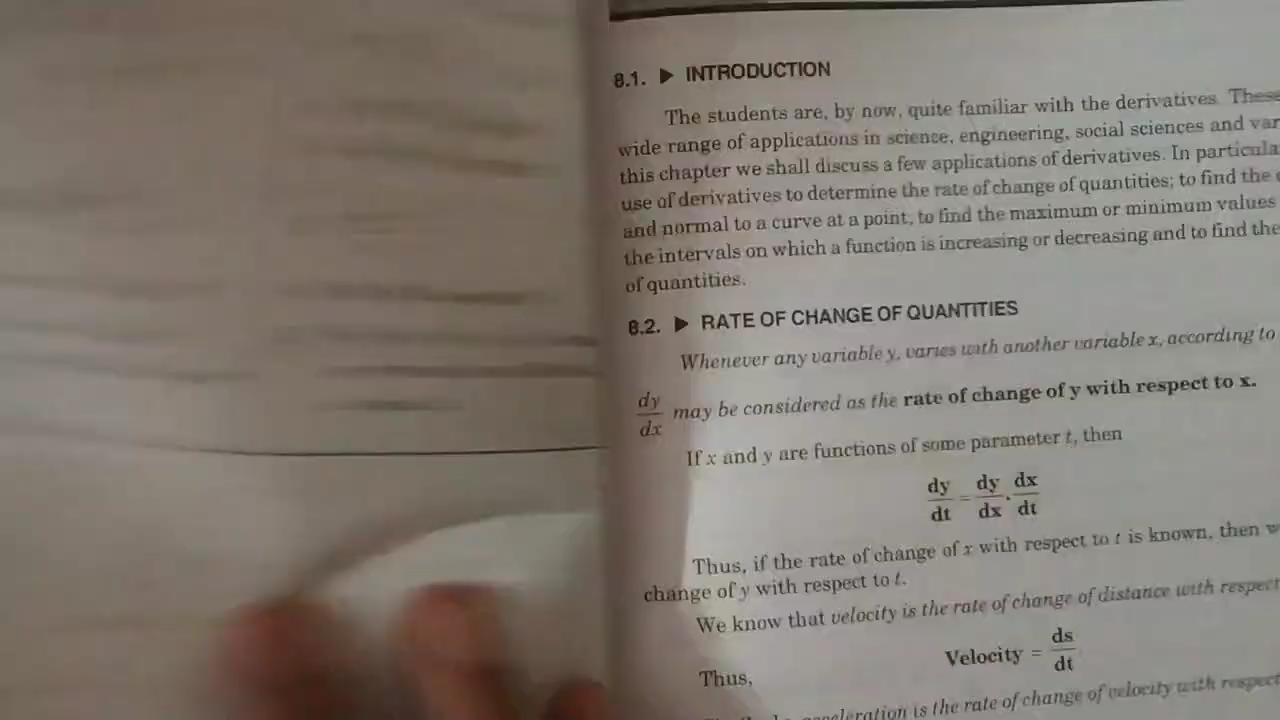 8.1. ▶ INTRODUCTION
The students are, by now, quite familiar with the derivatives. These
wide range of applications in science, engineering, social sciences and
this chapter we shall discuss a few applications of derivatives. In
use of derivatives to determine the rate of change of quantities; to find the
and normal to a curve at a point, to find the maximum or minimum values
the intervals on which a function is increasing or decreasing and to find the
of quantities.
8.2. ▶ RATE OF CHANGE OF QUANTITIES
Whenever any variable y, varies with another variable x, according to
dy/dx may be considered as the rate of change of y with respect to x.
If x and y are functions of some parameter t, then
dy/dt = dy/dx · dx/dt
Thus, if the rate of change of x with respect to t is known, then
change of y with respect to t.
We know that velocity is the rate of change of distance with respect
Thus, Velocity = ds/dt
acceleration is the rate of change of velocity with respect